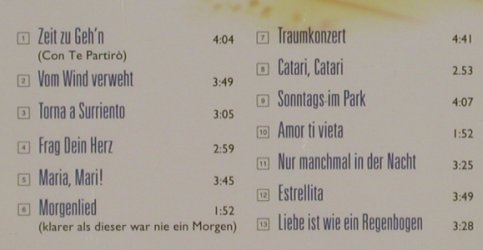 1 Zeit zu Geh'n 4:04
(Con Te Partirò)
2 Vom Wind verweht 3:49
3 Torna a Surriento 3:05
4 Frag Dein Herz 2:59
5 Maria, Mari! 3:45
6 Morgenlied 1:52
(klarer als dieser war nie ein Morgen)
7 Traumkonzert 4:41
8 Catari, Catari 2.53
9 Sonntags im Park 4:07
10 Amor ti vieta 1:52
11 Nur manchmal in der Nacht 3:25
12 Estrellita 3:49
13 Liebe ist wie ein Regenbogen 3:28